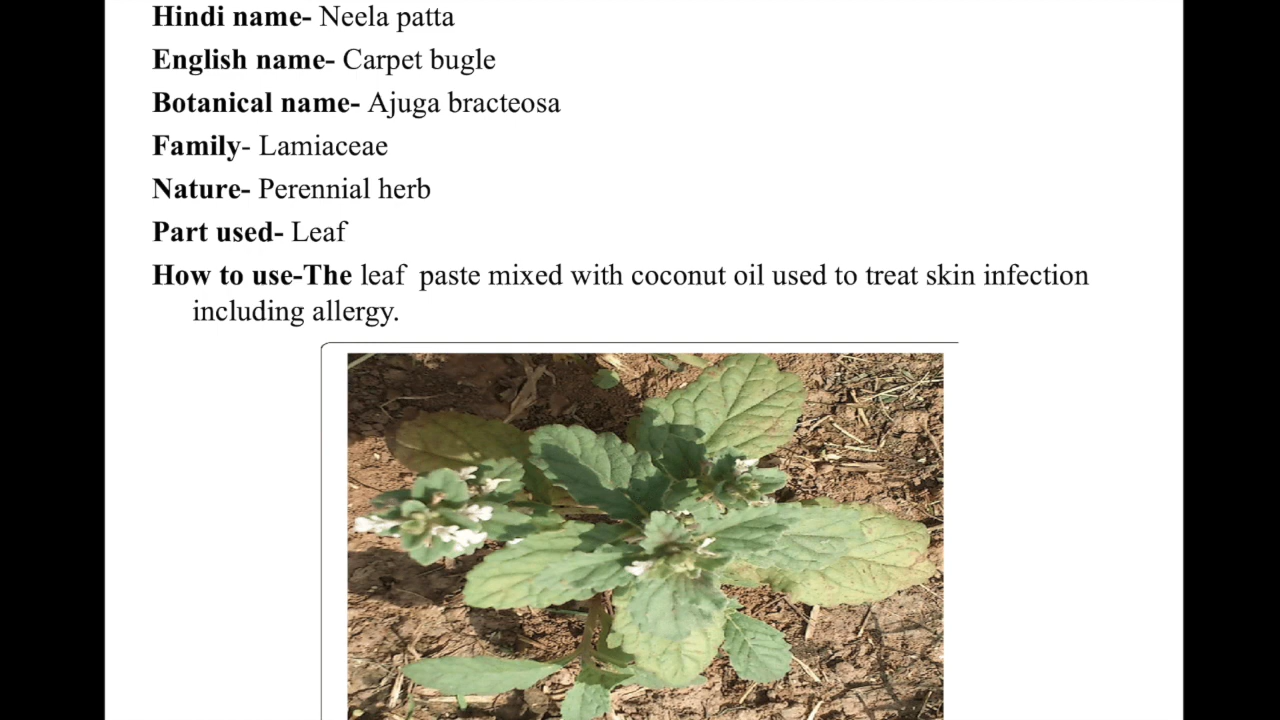 Hindi name- Neela patta
English name- Carpet bugle
Botanical name- Ajuga bracteosa
Family- Lamiaceae
Nature- Perennial herb
Part used- Leaf
How to use-The leaf paste mixed with coconut oil used to treat skin infection
including allergy.